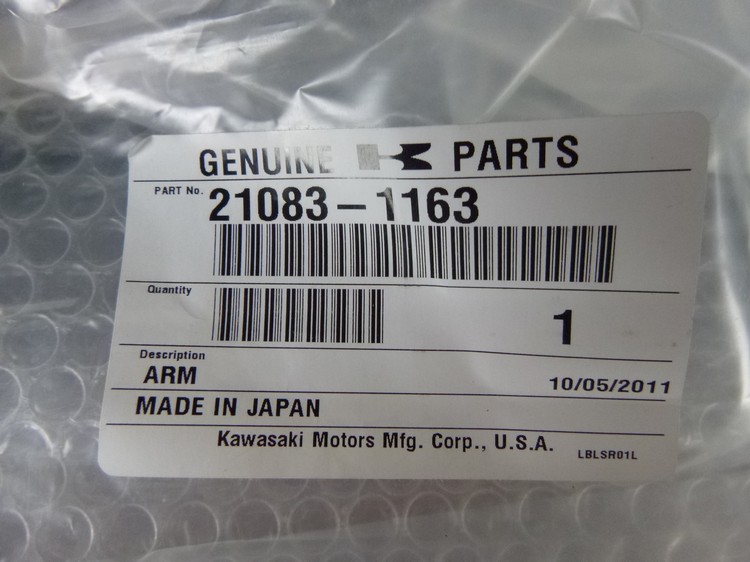 GENUINE PARTS
PART No. 21083-1163
Quantity 1
Description
ARM 10/05/2011
MADE IN JAPAN
Kawasaki Motors Mfg. Corp., U.S.A. LBLSR01L